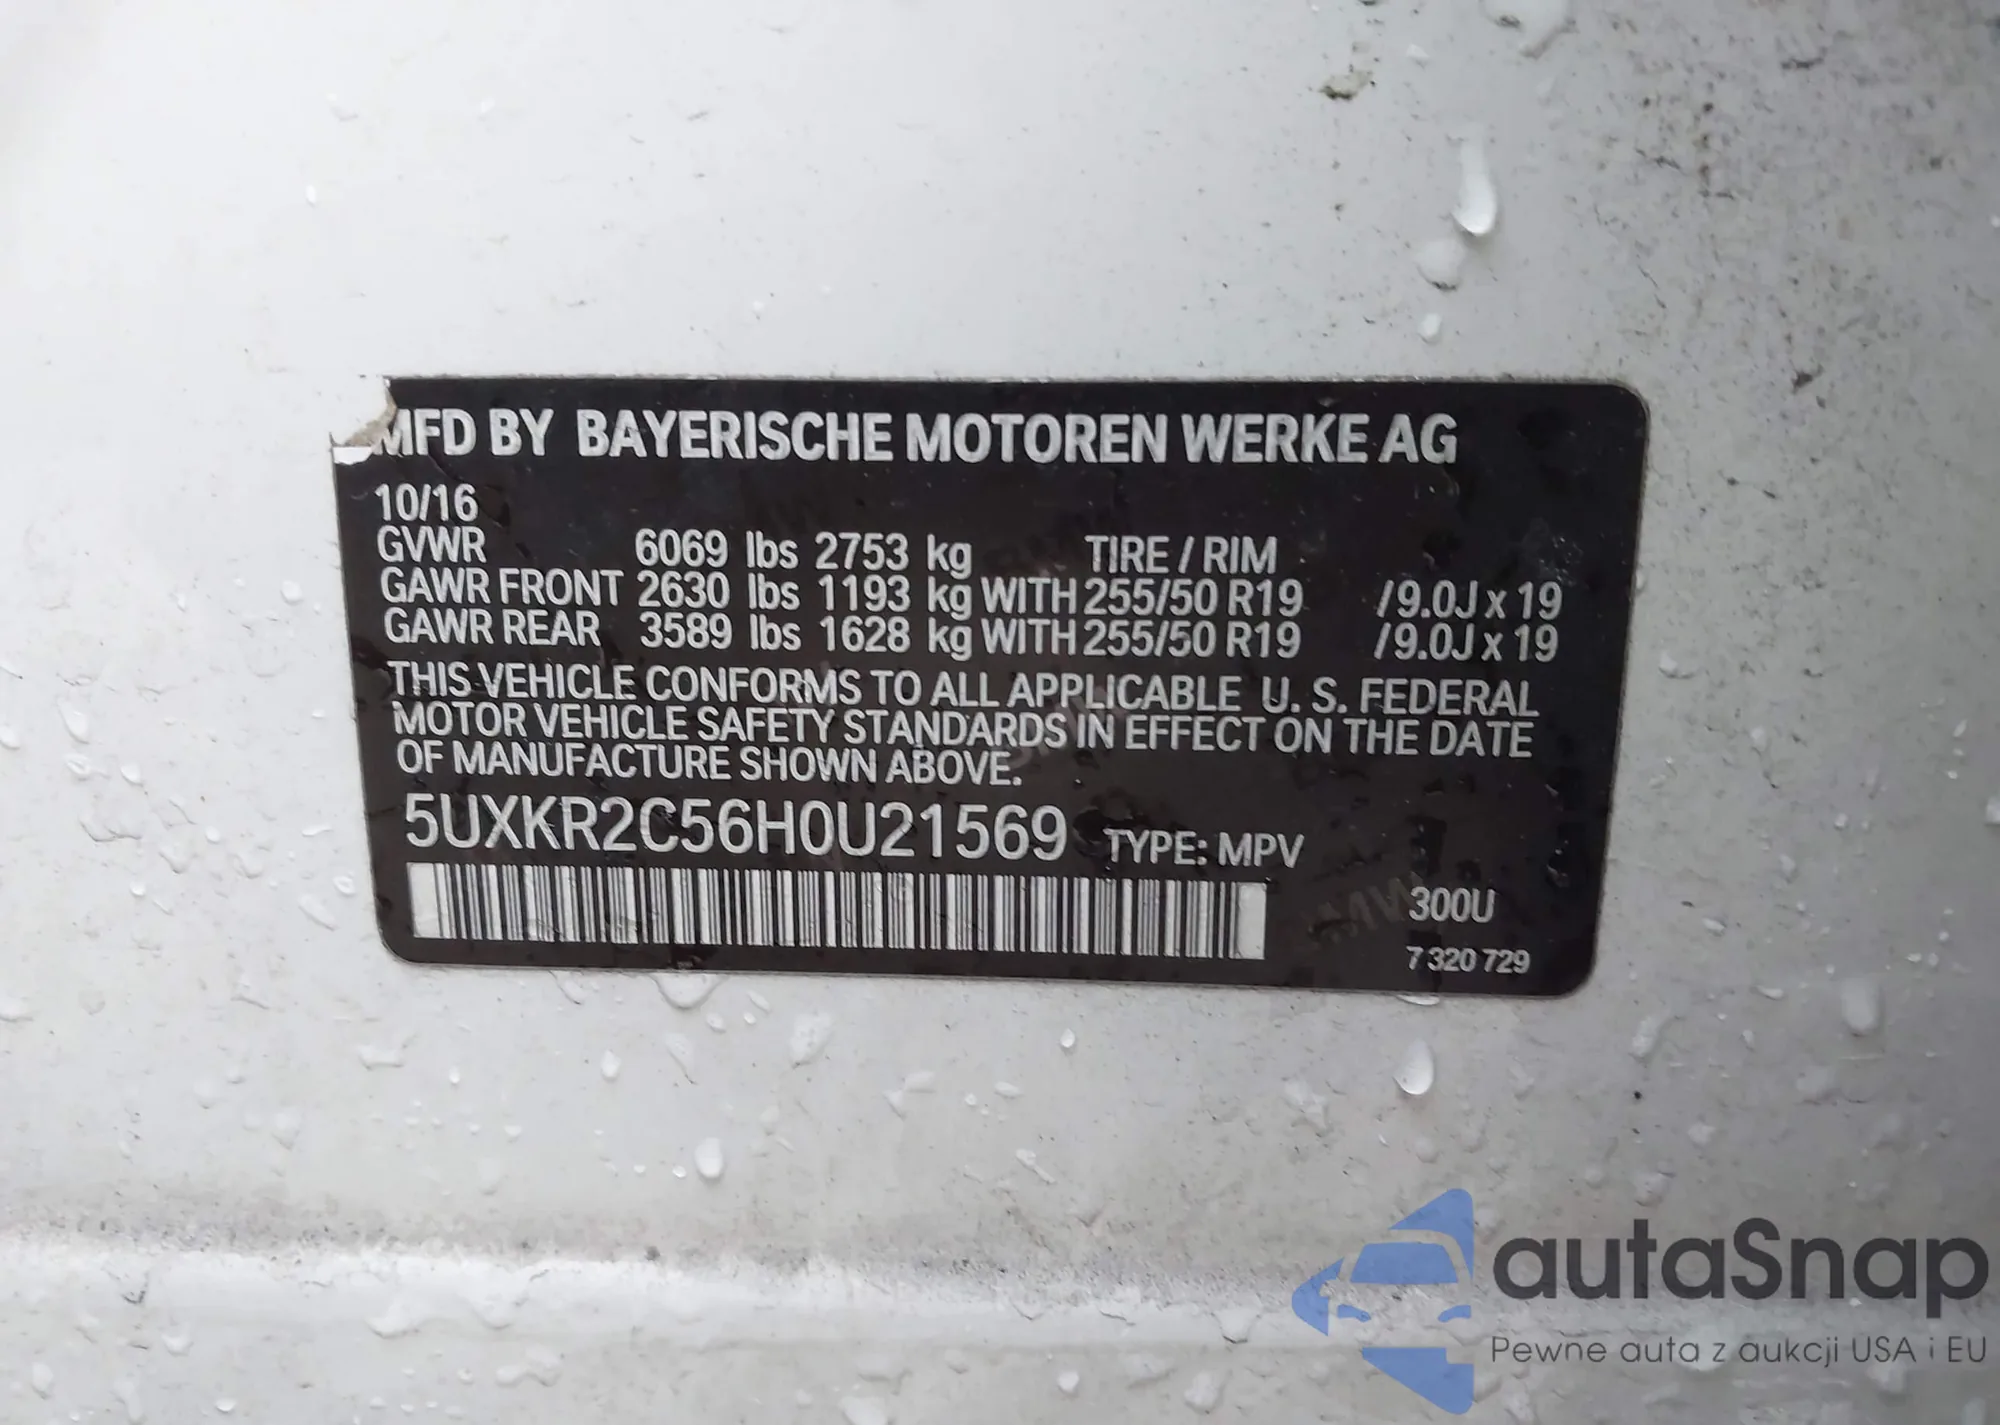 MFD BY BAYERISCHE MOTOREN WERKE AG
10/16
GVWR 6069 lbs 2753 kg TIRE / RIM
GAWR FRONT 2630 lbs 1193 kg WITH 255/50 R19 /9.0J x 19
GAWR REAR 3589 lbs 1628 kg WITH 255/50 R19 /9.0J x 19
THIS VEHICLE CONFORMS TO ALL APPLICABLE U. S. FEDERAL
MOTOR VEHICLE SAFETY STANDARDS IN EFFECT ON THE DATE
OF MANUFACTURE SHOWN ABOVE.
5UXKR2C56H0U21569 TYPE: MPV
300U
7 320 729
autaSnap
Pewne auta z aukcji USA i EU